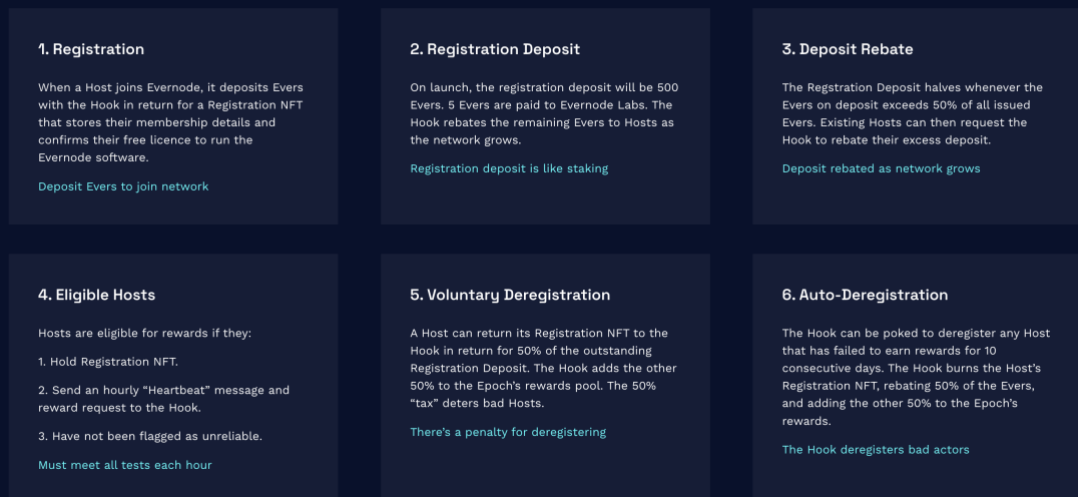 1. Registration
When a Host joins Evernode, it deposits Evers
with the Hook in return for a Registration NFT
that stores their membership details and
confirms their free licence to run the
Evernode software.
Deposit Evers to join network
2. Registration Deposit
On launch, the registration deposit will be 500
Evers. 5 Evers are paid to Evernode Labs. The
Hook rebates the remaining Evers to Hosts as
the network grows.
Registration deposit is like staking
3. Deposit Rebate
The Regstration Deposit halves whenever the
Evers on deposit exceeds 50% of all issued
Evers. Existing Hosts can then request the
Hook to rebate their excess deposit.
Deposit rebated as network grows
4. Eligible Hosts
Hosts are eligible for rewards if they:
1. Hold Registration NFT.
2. Send an hourly “Heartbeat” message and
reward request to the Hook.
3. Have not been flagged as unreliable.
Must meet all tests each hour
5. Voluntary Deregistration
A Host can return its Registration NFT to the
Hook in return for 50% of the outstanding
Registration Deposit. The Hook adds the other
50% to the Epoch’s rewards pool. The 50%
“tax” deters bad Hosts.
There’s a penalty for deregistering
6. Auto-Deregistration
The Hook can be poked to deregister any Host
that has failed to earn rewards for 10
consecutive days. The Hook burns the Host’s
Registration NFT, rebating 50% of the Evers,
and adding the other 50% to the Epoch’s
rewards.
The Hook deregisters bad actors